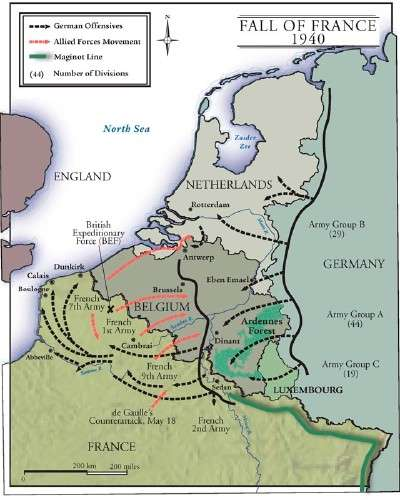 FALL OF FRANCE
1940
German Offensives
Allied Forces Movement
Maginot Line
(44) Number of Divisions
N
North Sea
Zuider
Zee
ENGLAND
NETHERLANDS
Rotterdam
British
Expeditionary
Force (BEF)
Army Group B
(29)
Antwerp
GERMANY
Dunkirk
Calais
Boulogne
Eben Emael
Brussels
French
7th Army
BELGIUM
French
1st Army
Ardennes
Forest
Army Group A
(44)
Cambrai
Dinant
Abbeville
French
9th Army
Army Group C
(19)
LUXEMBOURG
Sedan
de Gaulle's
Counterattack, May 18
French
2nd Army
FRANCE
0
200 km
200 miles